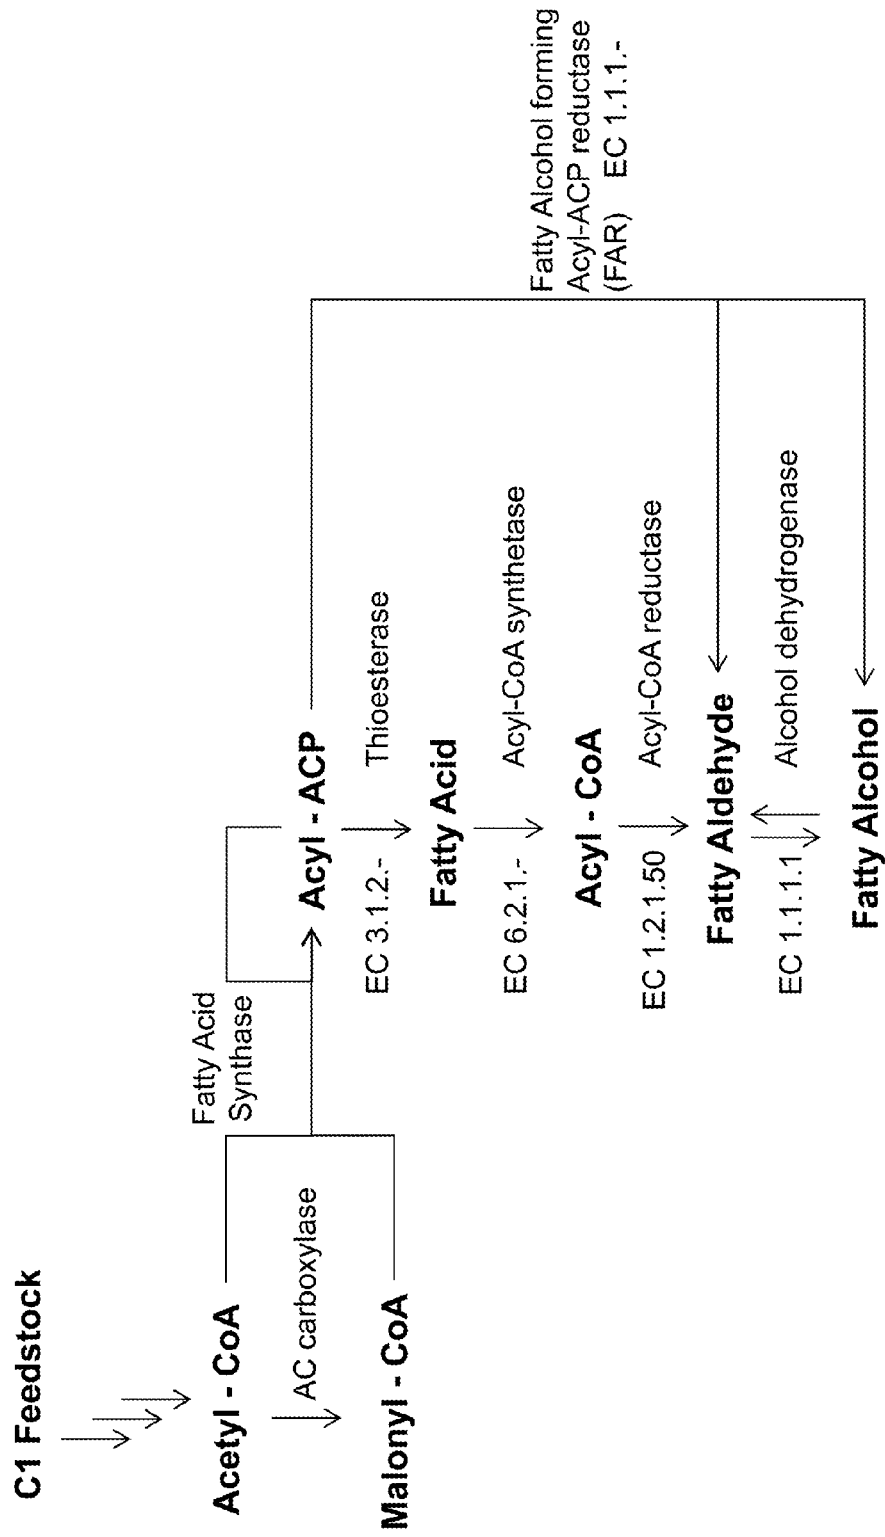 C1 Feedstock
Acetyl - CoA
AC carboxylase
Malonyl - CoA
Fatty Acid
Synthase
Acyl - ACP
EC 3.1.2.-
Thioesterase
Fatty Acid
EC 6.2.1.-
Acyl-CoA synthetase
Acyl - CoA
EC 1.2.1.50
Acyl-CoA reductase
Fatty Aldehyde
EC 1.1.1.1
Alcohol dehydrogenase
Fatty Alcohol
Fatty Alcohol forming
Acyl-ACP reductase
(FAR) EC 1.1.1.-